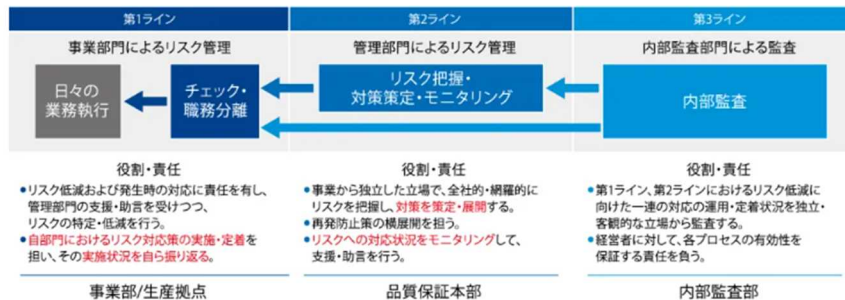 第1ライン
第2ライン
第3ライン
事業部門によるリスク管理
管理部門によるリスク管理
内部監査部門による監査
日々の
業務執行
チェック・
職務分離
リスク把握・
対策策定・モニタリング
内部監査
役割・責任
●リスク低減および発生時の対応に責任を有し、
管理部門の支援・助言を受けつつ、
リスクの特定・低減を行う。
●自部門におけるリスク対応策の実施・定着を
担い、その実施状況を自ら振り返る。
事業部/生産拠点
役割・責任
●事業から独立した立場で、全社的・網羅的に
リスクを把握し、対策を策定・展開する。
●再発防止策の横展開を担う。
●リスクへの対応状況をモニタリングして、
支援・助言を行う。
品質保証本部
役割・責任
●第1ライン、第2ラインにおけるリスク低減に
向けた一連の対応の運用・定着状況を独立・
客観的な立場から監査する。
●経営者に対して、各プロセスの有効性を
保証する責任を負う。
内部監査部